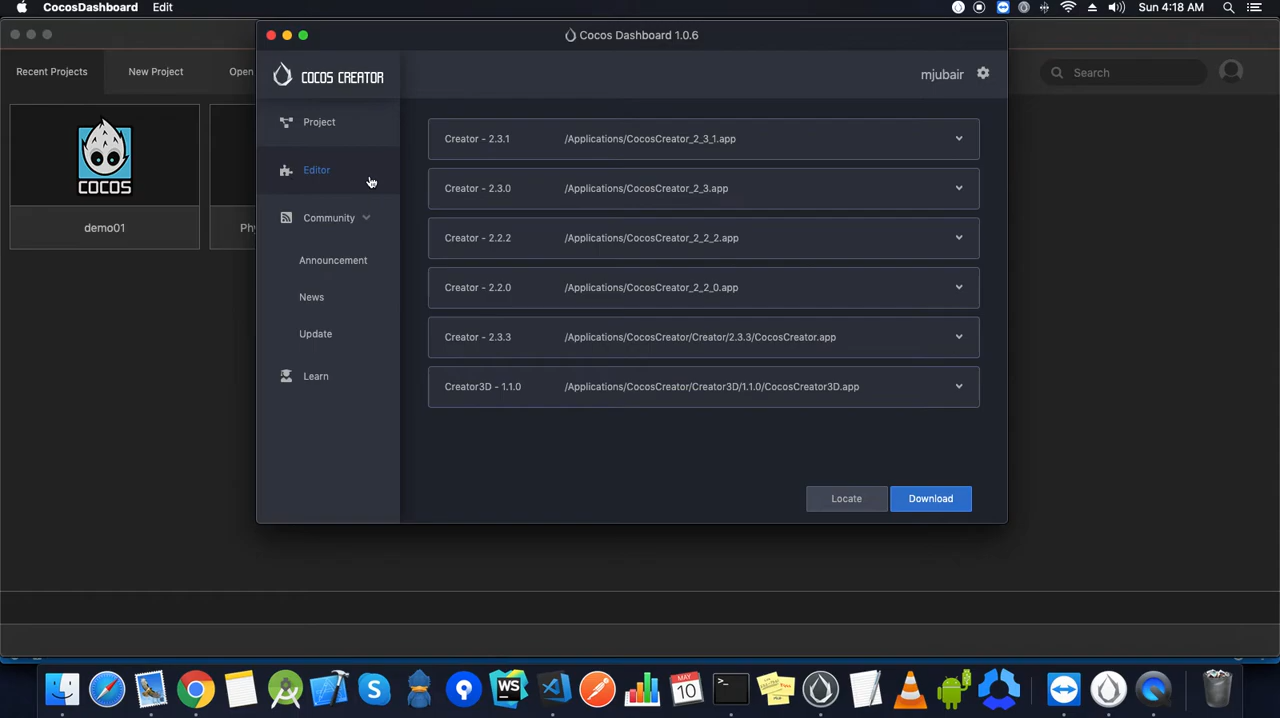 CocosDashboard Edit
Sun 4:18 AM
Cocos Dashboard 1.0.6
Recent Projects
New Project
Open
Search
COCOS
demo01
Phy
COCOS CREATOR
mjubair
Project
Editor
Community
Announcement
News
Update
Learn
Creator - 2.3.1 /Applications/CocosCreator_2_3_1.app
Creator - 2.3.0 /Applications/CocosCreator_2_3.app
Creator - 2.2.2 /Applications/CocosCreator_2_2_2.app
Creator - 2.2.0 /Applications/CocosCreator_2_2_0.app
Creator - 2.3.3 /Applications/CocosCreator/Creator/2.3.3/CocosCreator.app
Creator3D - 1.1.0 /Applications/CocosCreator/Creator3D/1.1.0/CocosCreator3D.app
Locate
Download
WS
MAY
10